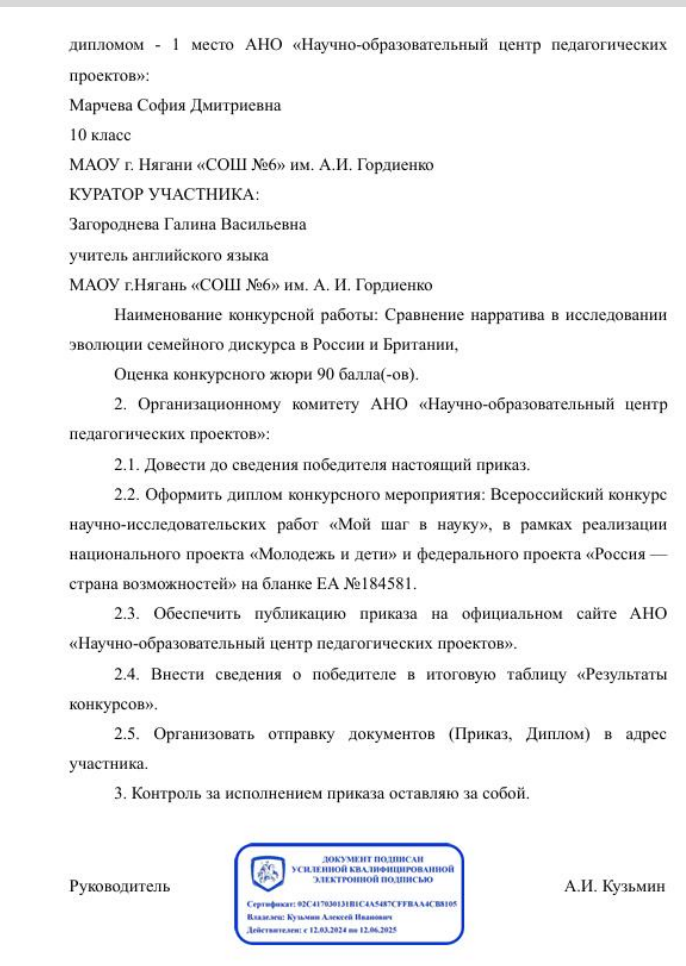 дипломом - 1 место АНО «Научно-образовательный центр педагогических
проектов»:
Марчева София Дмитриевна
10 класс
МАОУ г. Нягани «СОШ №6» им. А.И. Гордиенко
КУРАТОР УЧАСТНИКА:
Загороднева Галина Васильевна
учитель английского языка
МАОУ г.Нягань «СОШ №6» им. А. И. Гордиенко
Наименование конкурсной работы: Сравнение нарратива в исследовании
эволюции семейного дискурса в России и Британии,
Оценка конкурсного жюри 90 балла(-ов).
2. Организационному комитету АНО «Научно-образовательный центр
педагогических проектов»:
2.1. Довести до сведения победителя настоящий приказ.
2.2. Оформить диплом конкурсного мероприятия: Всероссийский конкурс
научно-исследовательских работ «Мой шаг в науку», в рамках реализации
национального проекта «Молодежь и дети» и федерального проекта «Россия —
страна возможностей» на бланке ЕА №184581.
2.3. Обеспечить публикацию приказа на официальном сайте АНО
«Научно-образовательный центр педагогических проектов».
2.4. Внести сведения о победителе в итоговую таблицу «Результаты
конкурсов».
2.5. Организовать отправку документов (Приказ, Диплом) в адрес
участника.
3. Контроль за исполнением приказа оставляю за собой.
ДОКУМЕНТ ПОДПИСАН
УСИЛЕННОЙ КВАЛИФИЦИРОВАННОЙ
ЭЛЕКТРОННОЙ ПОДПИСЬЮ
Сертификат: 02C417030131B1C4A5487CFFBAA4CB8105
Владелец: Кузьмин Алексей Иванович
Действителен: с 12.03.2024 по 12.06.2025
Руководитель
А.И. Кузьмин